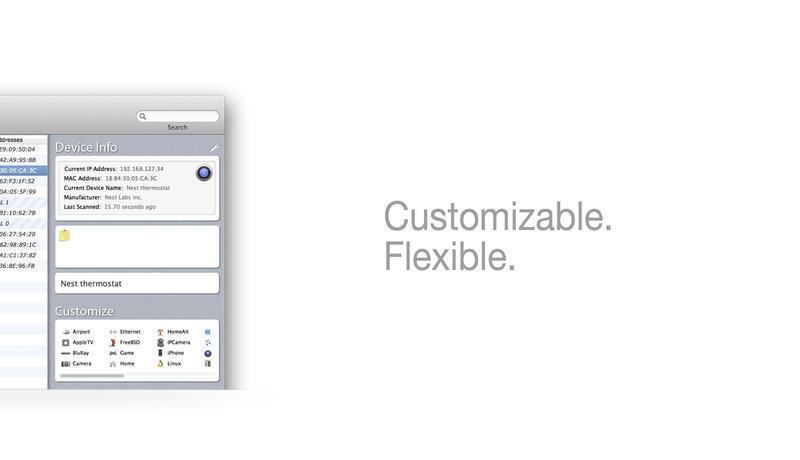 Search
ddresses
E9:09:50:04
42:A9:95:8B
30:05:CA:3C
63:F3:1F:52
DA:05:5F:99
L 1
B1:10:62:7B
L 0
06:27:54:20
62:98:89:1C
A1:C1:37:82
36:8E:96:F8
Device Info
Current IP Address: 192.168.127.34
MAC Address: 18:B4:30:05:CA:3C
Current Device Name: Nest thermostat
Manufacturer: Nest Labs Inc.
Last Scanned: 15.70 seconds ago
Nest thermostat
Customize
Airport Ethernet HomeAlt
AppleTV FreeBSD IPCamera
BluRay Game iPhone
Camera Home Linux
Customizable.
Flexible.